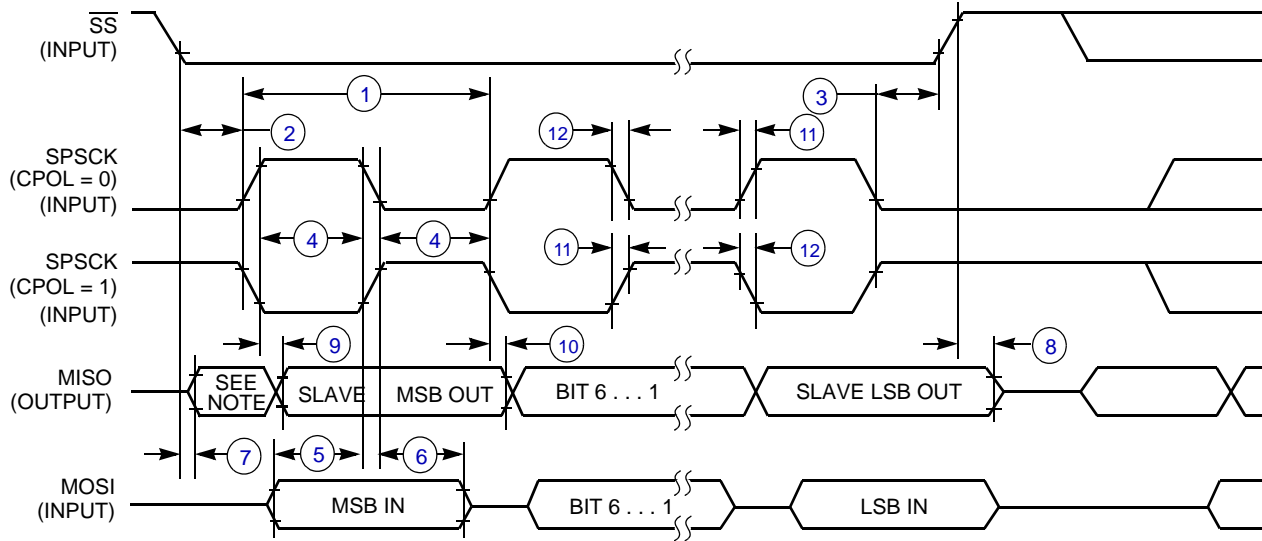 SS
(INPUT)
1
3
2
12
11
SPSCK
(CPOL = 0)
(INPUT)
4
4
11
12
SPSCK
(CPOL = 1)
(INPUT)
9
10
8
MISO
(OUTPUT)
SEE
NOTE
SLAVE
MSB OUT
BIT 6 . . . 1
SLAVE LSB OUT
7
5
6
MOSI
(INPUT)
MSB IN
BIT 6 . . . 1
LSB IN